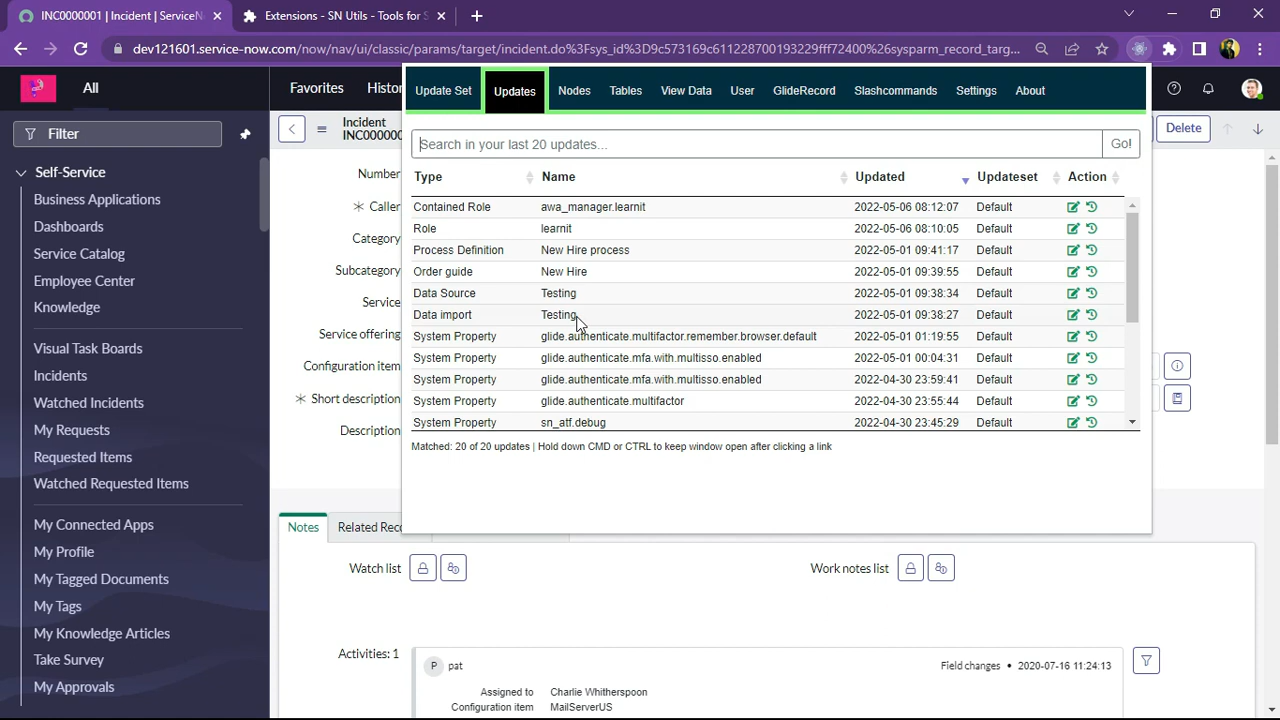 INC0000001 | Incident | ServiceN
Extensions - SN Utils - Tools for S
dev121601.service-now.com/now/nav/ui/classic/params/target/incident.do%3Fsys_id%3D9c573169c611228700193229fff72400%26sysparm_record_targ...
All
Favorites
Histor
Filter
Self-Service
Business Applications
Dashboards
Service Catalog
Employee Center
Knowledge
Visual Task Boards
Incidents
Watched Incidents
My Requests
Requested Items
Watched Requested Items
My Connected Apps
My Profile
My Tagged Documents
My Tags
My Knowledge Articles
Take Survey
My Approvals
Incident
INC000000
Delete
Number
Caller
Category
Subcategory
Service
Service offering
Configuration item
Short description
Description
Update Set
Updates
Nodes
Tables
View Data
User
GlideRecord
Slashcommands
Settings
About
Search in your last 20 updates...
Go!
Type Name Updated Updateset Action
Contained Role awa_manager.learnit 2022-05-06 08:12:07 Default
Role learnit 2022-05-06 08:10:05 Default
Process Definition New Hire process 2022-05-01 09:41:17 Default
Order guide New Hire 2022-05-01 09:39:55 Default
Data Source Testing 2022-05-01 09:38:34 Default
Data import Testing 2022-05-01 09:38:27 Default
System Property glide.authenticate.multifactor.remember.browser.default 2022-05-01 01:19:55 Default
System Property glide.authenticate.mfa.with.multisso.enabled 2022-05-01 00:04:31 Default
System Property glide.authenticate.mfa.with.multisso.enabled 2022-04-30 23:59:41 Default
System Property glide.authenticate.multifactor 2022-04-30 23:55:44 Default
System Property sn_atf.debug 2022-04-30 23:45:29 Default
Matched: 20 of 20 updates | Hold down CMD or CTRL to keep window open after clicking a link
Notes
Related Rec
Watch list
Work notes list
Activities: 1
P pat
Field changes • 2020-07-16 11:24:13
Assigned to Charlie Whitherspoon
Configuration item MailServerUS